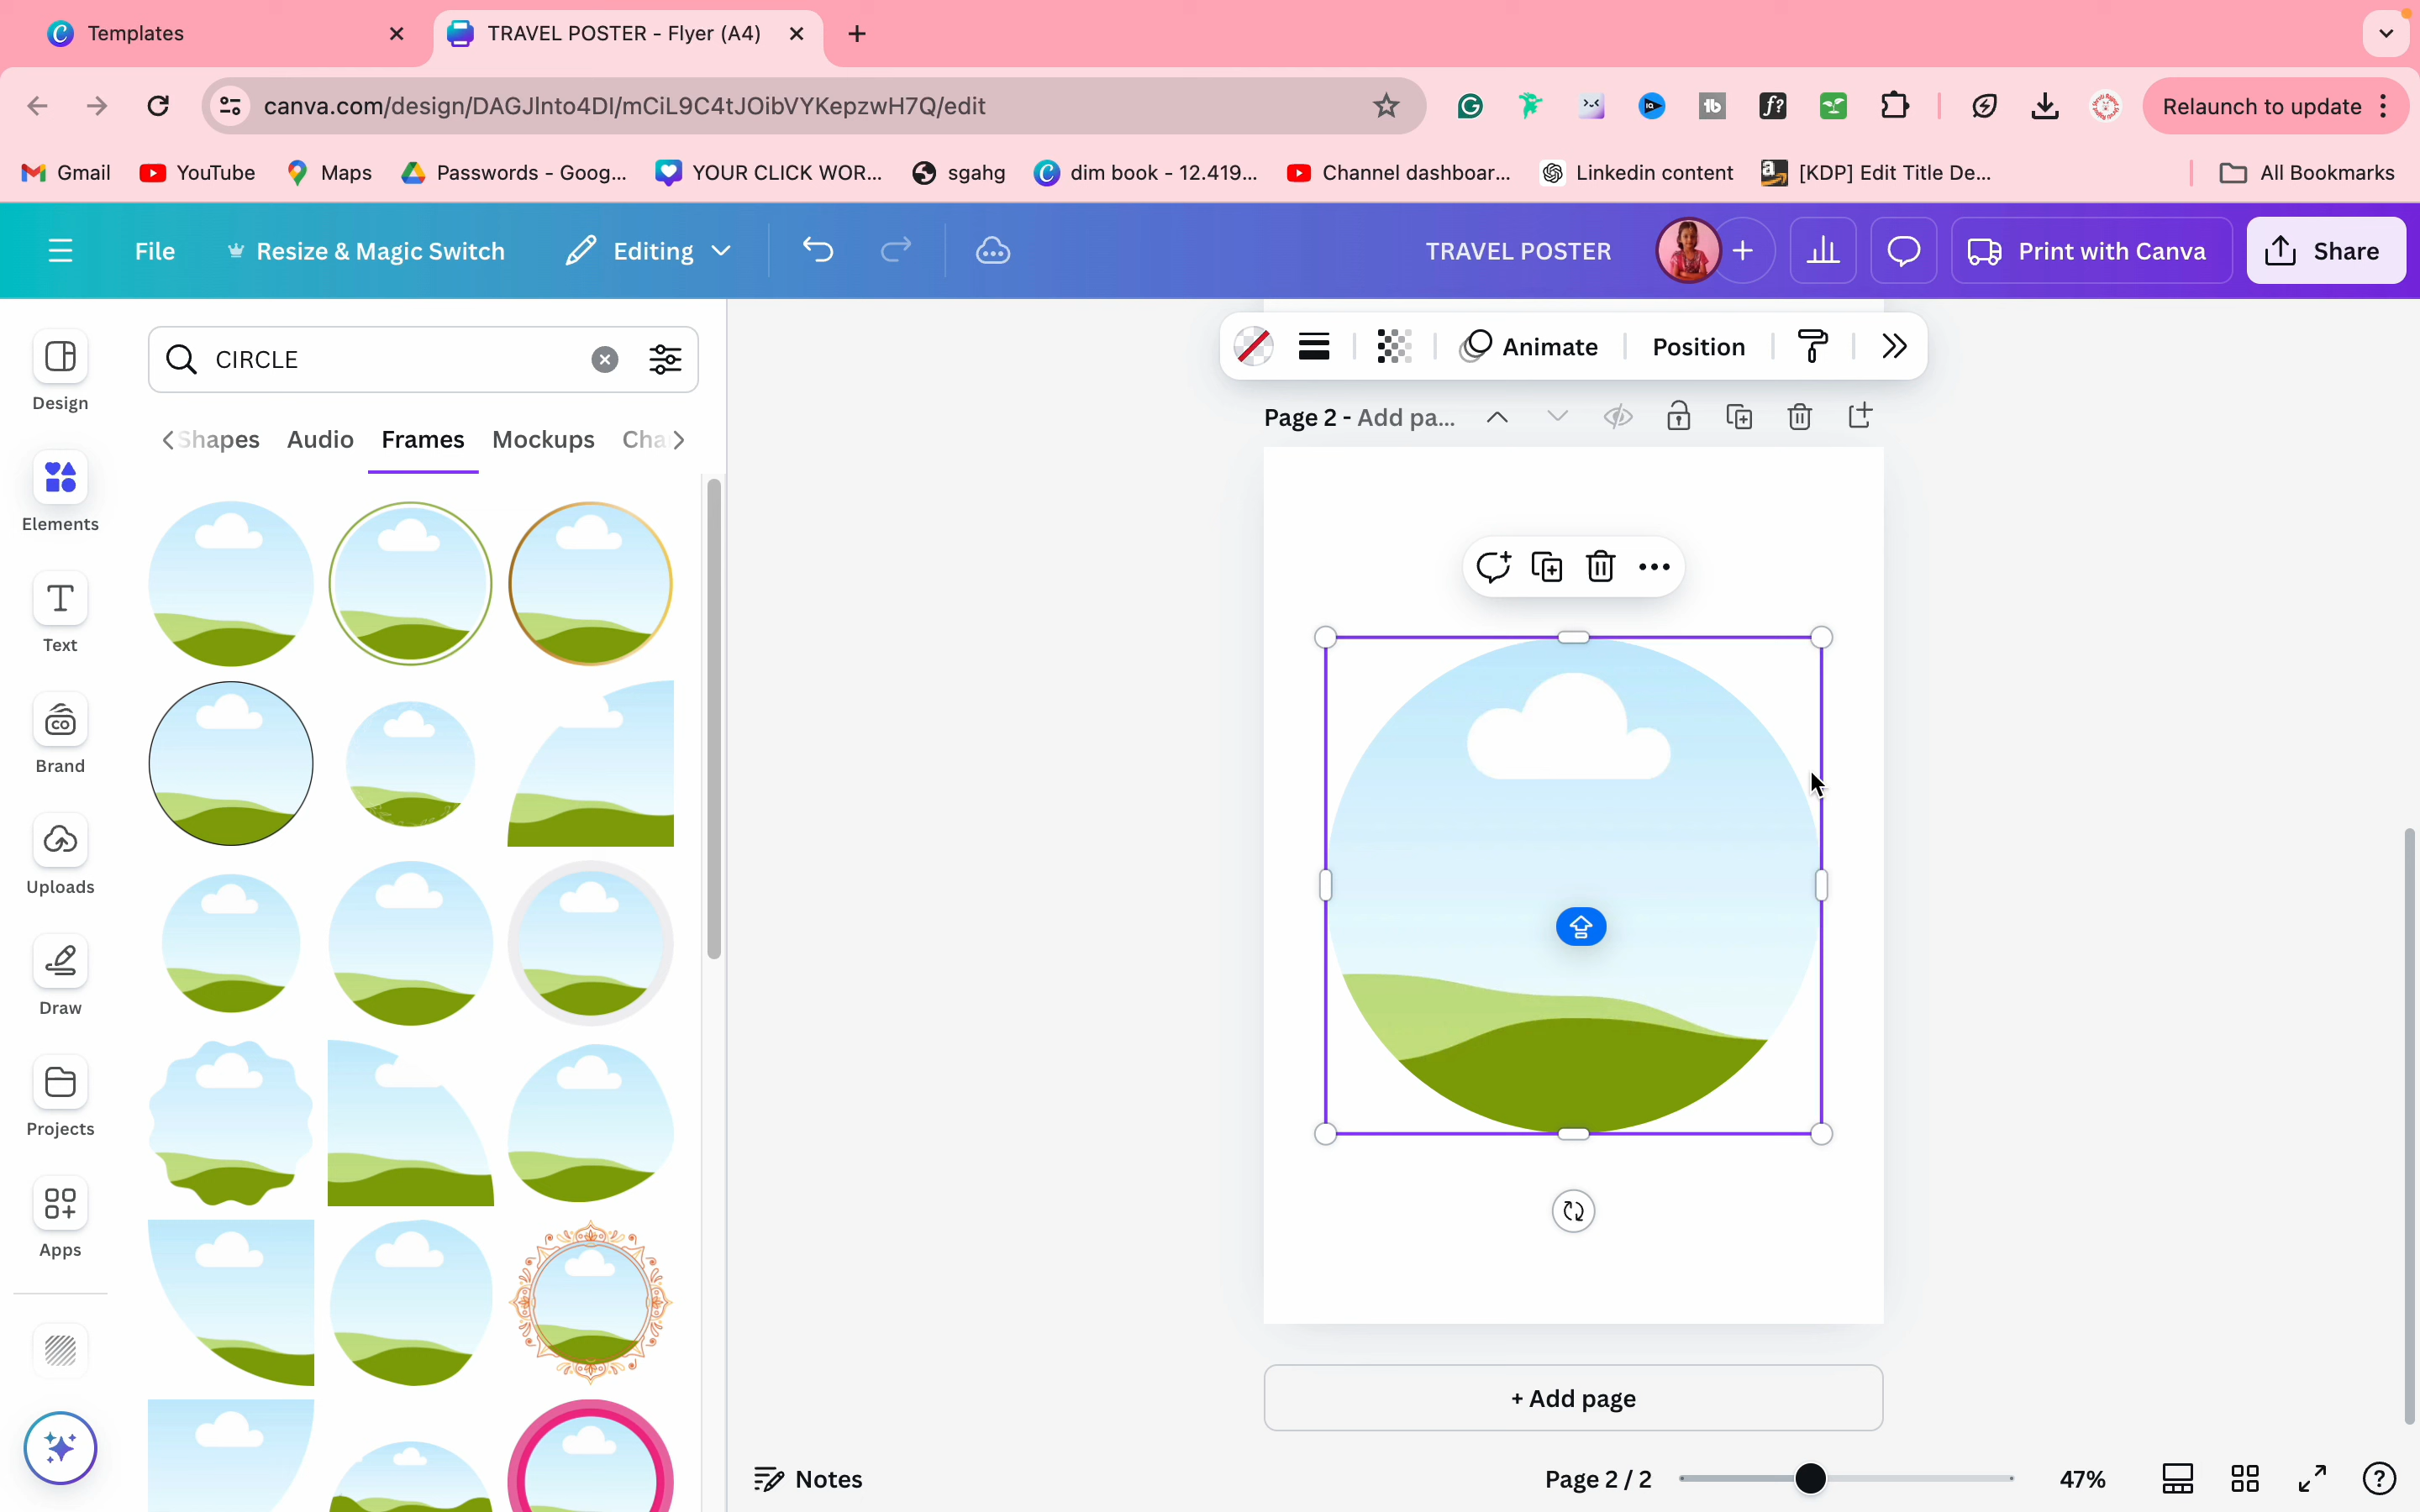 Templates
TRAVEL POSTER - Flyer (A4)
canva.com/design/DAGJInto4DI/mCiL9C4tJOibVYKepzwH7Q/edit
Relaunch to update
Gmail
YouTube
Maps
Passwords - Goog...
YOUR CLICK WOR...
sgahg
dim book - 12.419...
Channel dashboar...
Linkedin content
[KDP] Edit Title De...
All Bookmarks
File
Resize & Magic Switch
Editing
TRAVEL POSTER
Print with Canva
Share
Design
Elements
Text
Brand
Uploads
Draw
Projects
Apps
CIRCLE
Shapes
Audio
Frames
Mockups
Cha
Animate
Position
Page 2 - Add pa...
+ Add page
Notes
Page 2 / 2
47%